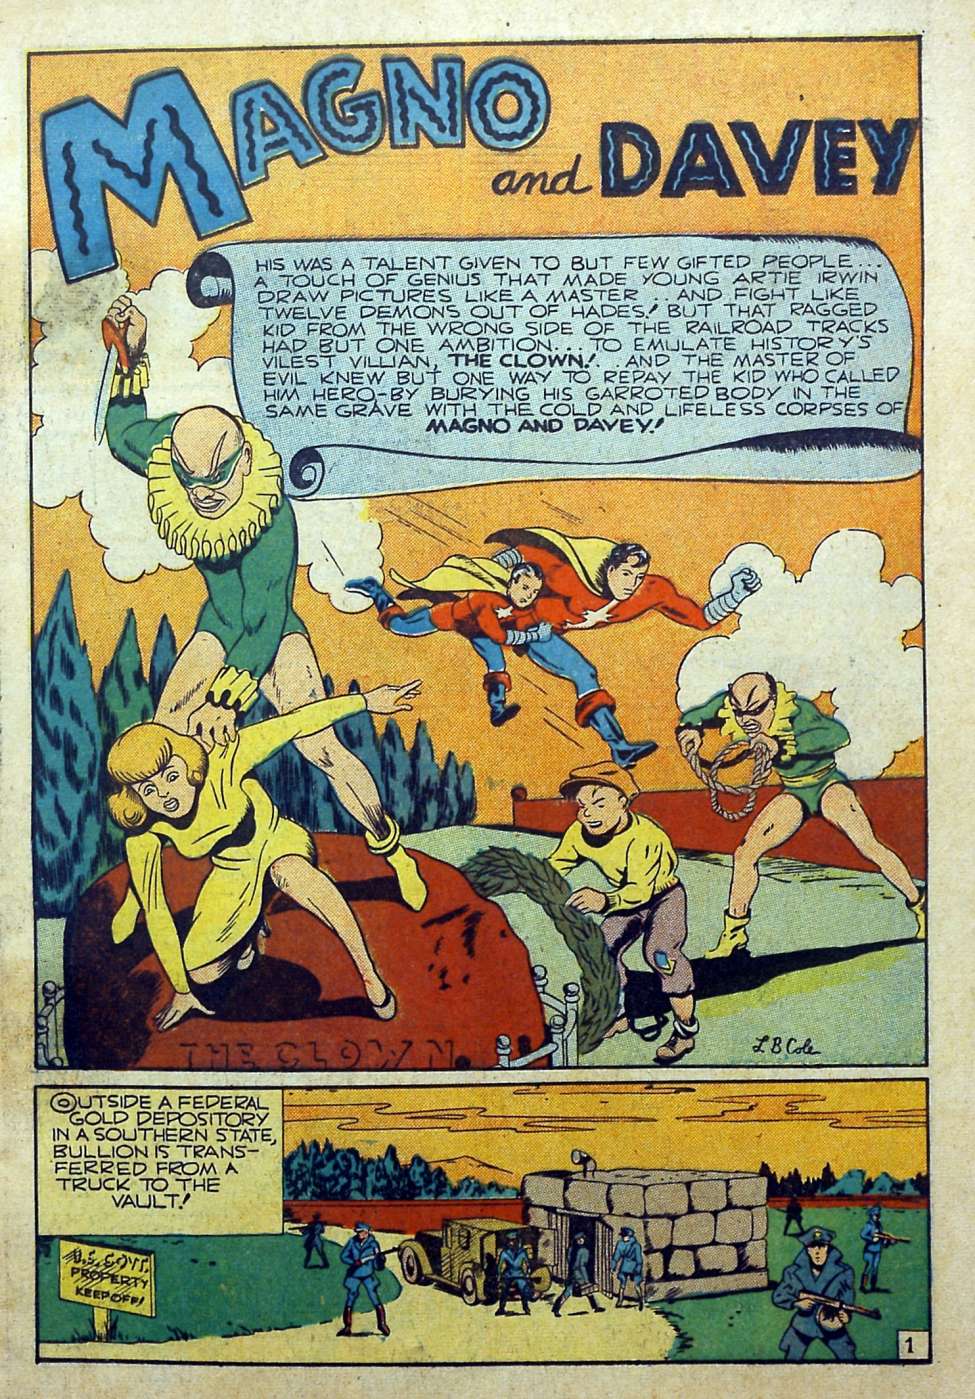 MAGNO
and DAVEY
HIS WAS A TALENT GIVEN TO BUT FEW GIFTED PEOPLE...
A TOUCH OF GENIUS THAT MADE YOUNG ARTIE IRWIN
DRAW PICTURES LIKE A MASTER... AND FIGHT LIKE
TWELVE DEMONS OUT OF HADES! BUT THAT RAGGED
KID FROM THE WRONG SIDE OF THE RAILROAD TRACKS
HAD BUT ONE AMBITION... TO EMULATE HISTORY'S
VILEST VILLIAN, THE CLOWN!... AND THE MASTER OF
EVIL KNEW BUT ONE WAY TO REPAY THE KID WHO CALLED
HIM HERO-BY BURYING HIS GARROTED BODY IN THE
SAME GRAVE WITH THE COLD AND LIFELESS CORPSES OF
MAGNO AND DAVEY!
THE CLOWN.
L B Cole
OUTSIDE A FEDERAL
GOLD DEPOSITORY
IN A SOUTHERN STATE,
BULLION IS TRANS-
FERRED FROM A
TRUCK TO THE
VAULT!
U.S. GOVT.
PROPERTY
KEEP OFF!
1